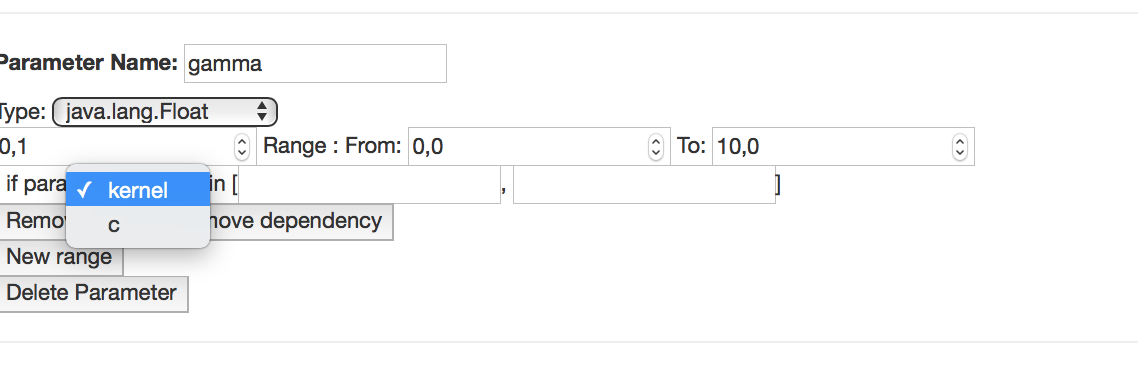 Parameter Name: gamma
Type: java.lang.Float
0,1 Range : From: 0,0 To: 10,0
if para ✓ kernel in [ , ]
Remo c move dependency
New range
Delete Parameter